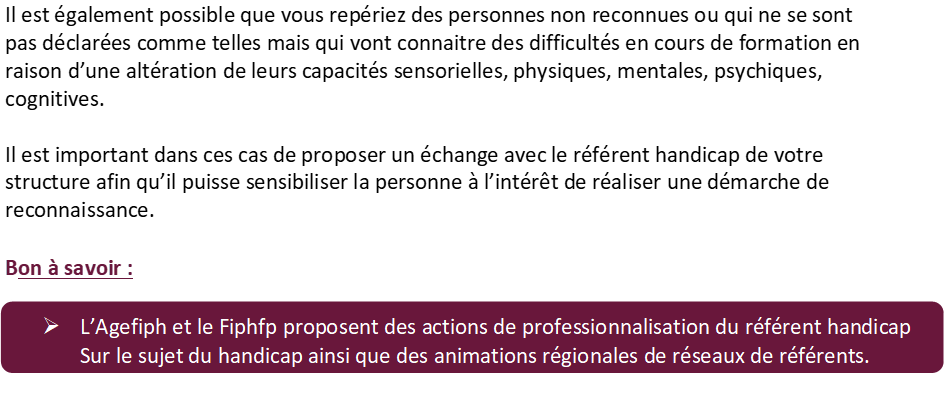 Il est également possible que vous repériez des personnes non reconnues ou qui ne se sont
pas déclarées comme telles mais qui vont connaitre des difficultés en cours de formation en
raison d’une altération de leurs capacités sensorielles, physiques, mentales, psychiques,
cognitives.
Il est important dans ces cas de proposer un échange avec le référent handicap de votre
structure afin qu’il puisse sensibiliser la personne à l’intérêt de réaliser une démarche de
reconnaissance.
Bon à savoir :
➢ L’Agefiph et le Fiphfp proposent des actions de professionnalisation du référent handicap
Sur le sujet du handicap ainsi que des animations régionales de réseaux de référents.